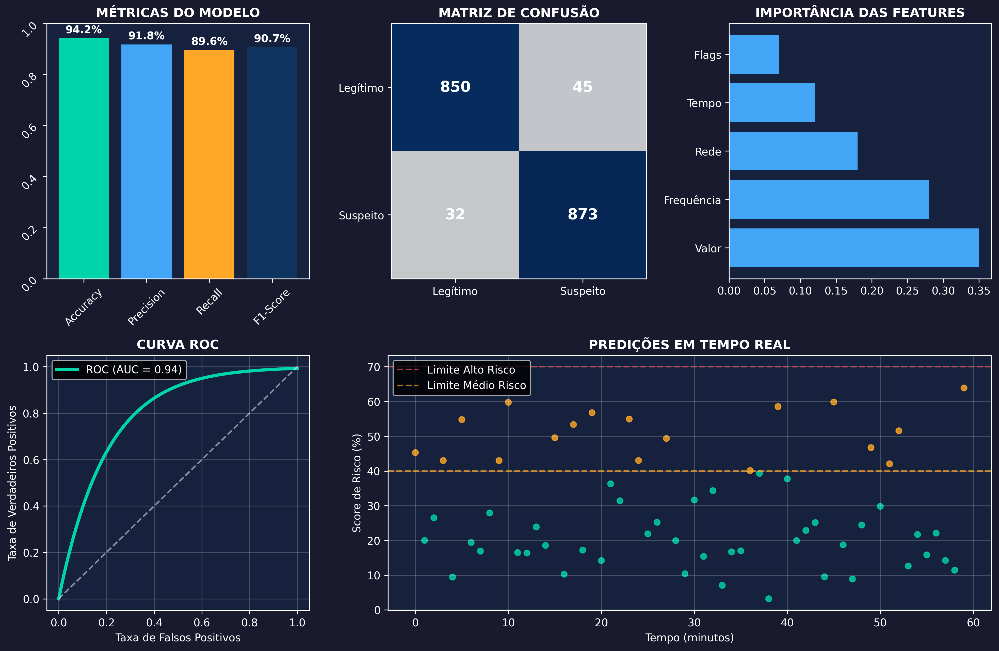 MÉTRICAS DO MODELO
1.0
0.8
0.6
0.4
0.2
0.0
94.2%
91.8%
89.6%
90.7%
Accuracy
Precision
Recall
F1-Score
MATRIZ DE CONFUSÃO
Legítimo
850
45
Suspeito
32
873
Legítimo
Suspeito
IMPORTÂNCIA DAS FEATURES
Flags
Tempo
Rede
Frequência
Valor
0.00 0.05 0.10 0.15 0.20 0.25 0.30 0.35
CURVA ROC
Taxa de Verdadeiros Positivos
1.0
0.8
0.6
0.4
0.2
0.0
ROC (AUC = 0.94)
0.0 0.2 0.4 0.6 0.8 1.0
Taxa de Falsos Positivos
PREDIÇÕES EM TEMPO REAL
Score de Risco (%)
70
60
50
40
30
20
10
0
Limite Alto Risco
Limite Médio Risco
0 10 20 30 40 50 60
Tempo (minutos)